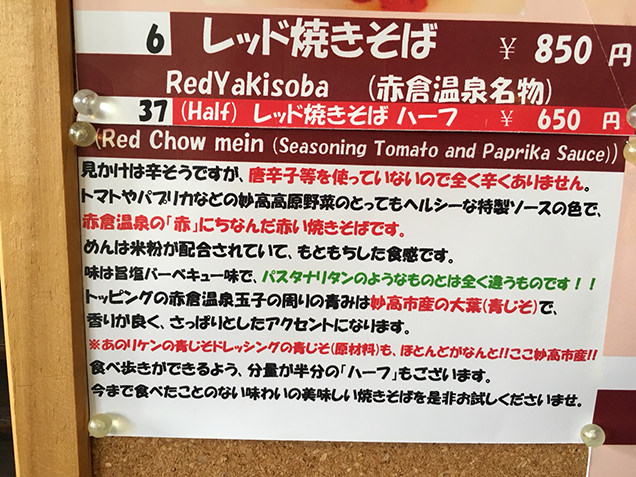 6 レッド焼きそば ￥ 850 円
RedYakisoba (赤倉温泉名物)
37 (Half) レッド焼きそば ハーフ ￥ 650 円
(Red Chow mein (Seasoning Tomato and Paprika Sauce))
見かけは辛そうですが、唐辛子等を使っていないので全く辛くありません。
トマトやパプリカなどの妙高高原野菜のとってもヘルシーな特製ソースの色で、
赤倉温泉の「赤」にちなんだ赤い焼きそばです。
めんは米粉が配合されていて、もともちした食感です。
味は旨塩バーベキュー味で、パスタナリタンのようなものとは全く違うものです！！
トッピングの赤倉温泉玉子の周りの青みは妙高市産の大葉(青じそ)で、
香りが良く、さっぱりとしたアクセントになります。
※あのリケンの青じそドレッシングの青じそ(原材料)も、ほとんどがなんと!!ここ妙高市産!!
食べ歩きができるよう、分量が半分の「ハーフ」もございます。
今まで食べたことのない味わいの美味しい焼きそばを是非お試しくださいませ。